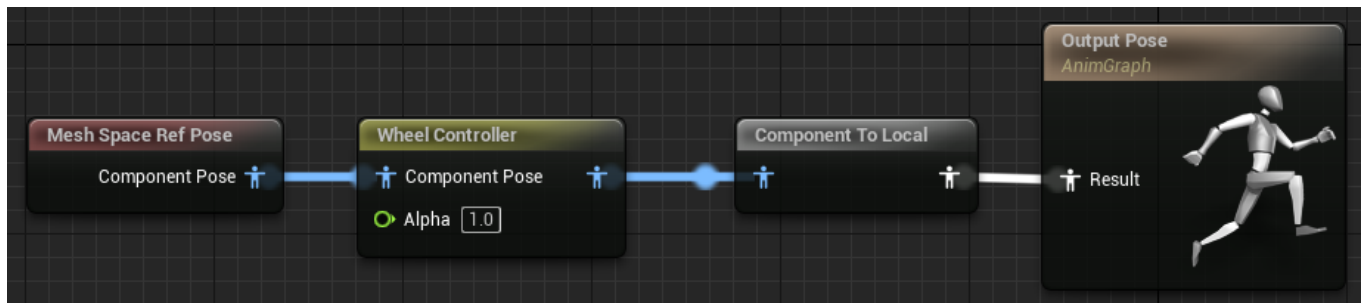 Mesh Space Ref Pose
Component Pose
Wheel Controller
Component Pose
Alpha 1.0
Component To Local
Output Pose
AnimGraph
Result